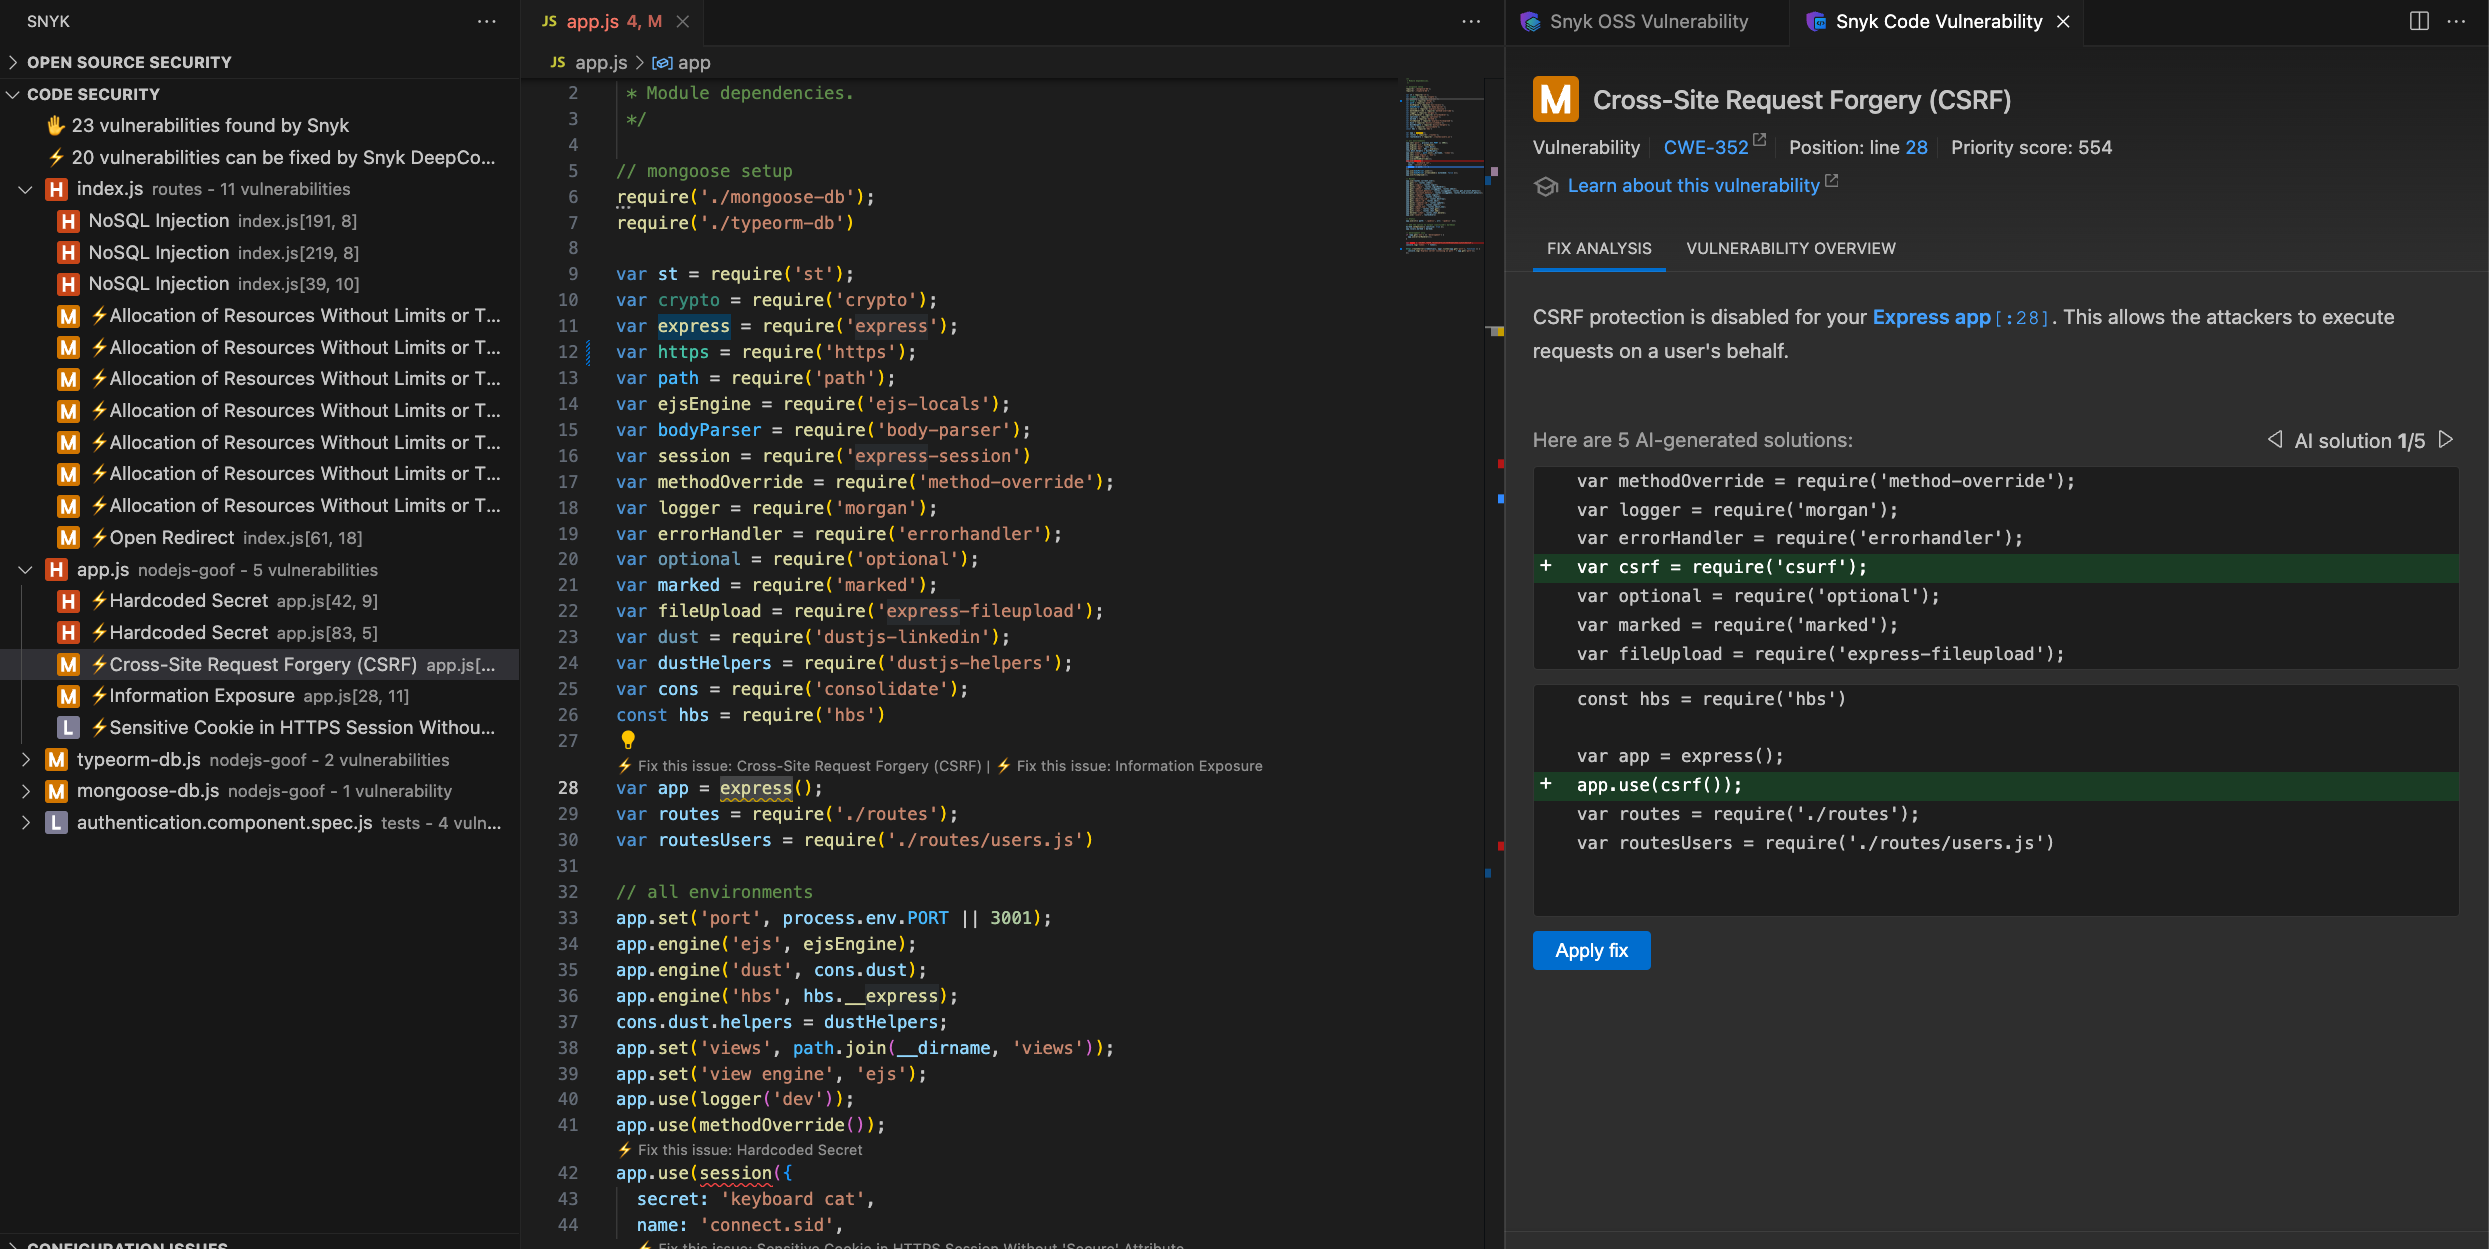 SNYK
OPEN SOURCE SECURITY
CODE SECURITY
23 vulnerabilities found by Snyk
20 vulnerabilities can be fixed by Snyk DeepCo...
H index.js routes - 11 vulnerabilities
H NoSQL Injection index.js[191, 8]
H NoSQL Injection index.js[219, 8]
H NoSQL Injection index.js[39, 10]
M ⚡Allocation of Resources Without Limits or T...
M ⚡Allocation of Resources Without Limits or T...
M ⚡Allocation of Resources Without Limits or T...
M ⚡Allocation of Resources Without Limits or T...
M ⚡Allocation of Resources Without Limits or T...
M ⚡Allocation of Resources Without Limits or T...
M ⚡Allocation of Resources Without Limits or T...
M ⚡Open Redirect index.js[61, 18]
H app.js nodejs-goof - 5 vulnerabilities
H ⚡Hardcoded Secret app.js[42, 9]
H ⚡Hardcoded Secret app.js[83, 5]
M ⚡Cross-Site Request Forgery (CSRF) app.js[...
M ⚡Information Exposure app.js[28, 11]
L ⚡Sensitive Cookie in HTTPS Session Withou...
M typeorm-db.js nodejs-goof - 2 vulnerabilities
M mongoose-db.js nodejs-goof - 1 vulnerability
L authentication.component.spec.js tests - 4 vuln...
CONFIGURATION ISSUES
JS app.js 4, M
JS app.js > app
2 * Module dependencies.
3 */
4
5 // mongoose setup
6 require('./mongoose-db');
7 require('./typeorm-db')
8
9 var st = require('st');
10 var crypto = require('crypto');
11 var express = require('express');
12 var https = require('https');
13 var path = require('path');
14 var ejsEngine = require('ejs-locals');
15 var bodyParser = require('body-parser');
16 var session = require('express-session')
17 var methodOverride = require('method-override');
18 var logger = require('morgan');
19 var errorHandler = require('errorhandler');
20 var optional = require('optional');
21 var marked = require('marked');
22 var fileUpload = require('express-fileupload');
23 var dust = require('dustjs-linkedin');
24 var dustHelpers = require('dustjs-helpers');
25 var cons = require('consolidate');
26 const hbs = require('hbs')
27
⚡ Fix this issue: Cross-Site Request Forgery (CSRF) | ⚡ Fix this issue: Information Exposure
28 var app = express();
29 var routes = require('./routes');
30 var routesUsers = require('./routes/users.js')
31
32 // all environments
33 app.set('port', process.env.PORT || 3001);
34 app.engine('ejs', ejsEngine);
35 app.engine('dust', cons.dust);
36 app.engine('hbs', hbs.__express);
37 cons.dust.helpers = dustHelpers;
38 app.set('views', path.join(__dirname, 'views'));
39 app.set('view engine', 'ejs');
40 app.use(logger('dev'));
41 app.use(methodOverride());
⚡ Fix this issue: Hardcoded Secret
42 app.use(session({
43 secret: 'keyboard cat',
44 name: 'connect.sid',
⚡ Fix this issue: Sensitive Cookie in HTTPS Session Without 'Secure' Attribute
Snyk OSS Vulnerability
Snyk Code Vulnerability
M Cross-Site Request Forgery (CSRF)
Vulnerability | CWE-352 | Position: line 28 | Priority score: 554
Learn about this vulnerability
FIX ANALYSIS VULNERABILITY OVERVIEW
CSRF protection is disabled for your Express app[:28]. This allows the attackers to execute
requests on a user's behalf.
Here are 5 AI-generated solutions:
AI solution 1/5
var methodOverride = require('method-override');
var logger = require('morgan');
var errorHandler = require('errorhandler');
+ var csrf = require('csurf');
var optional = require('optional');
var marked = require('marked');
var fileUpload = require('express-fileupload');
const hbs = require('hbs')
var app = express();
+ app.use(csrf());
var routes = require('./routes');
var routesUsers = require('./routes/users.js')
Apply fix